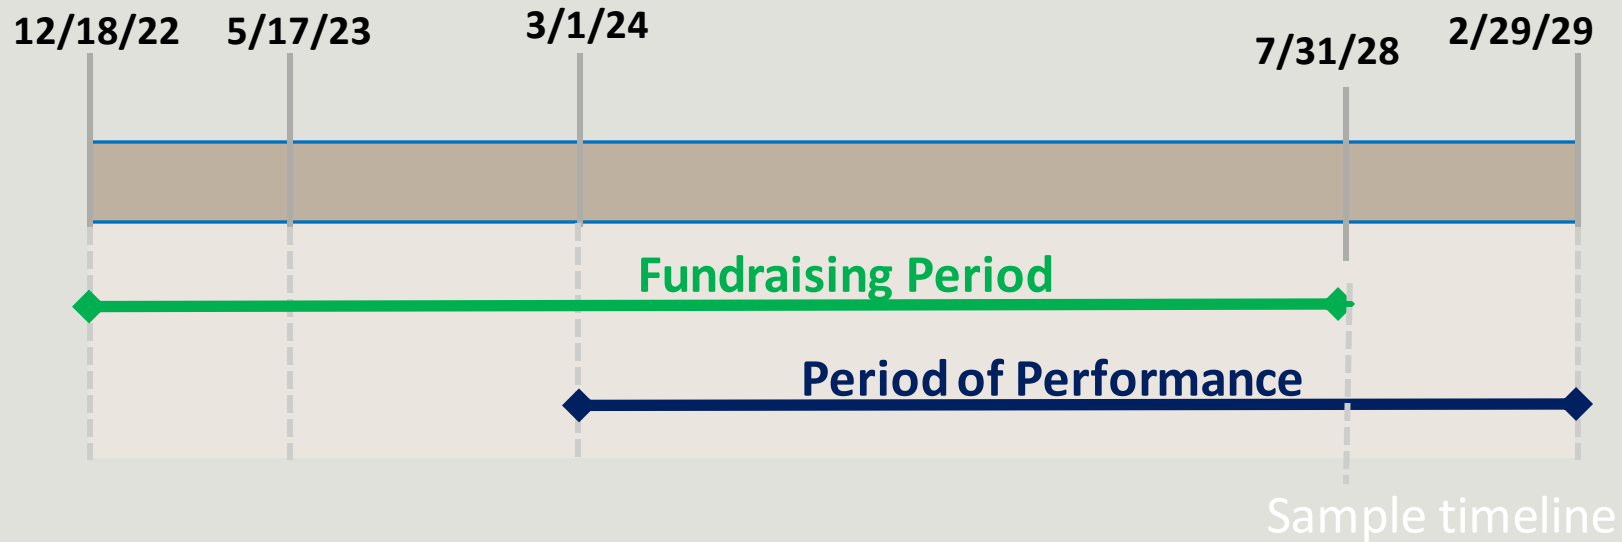 12/18/22
5/17/23
3/1/24
7/31/28
2/29/29
Fundraising Period
Period of Performance
Sample timeline